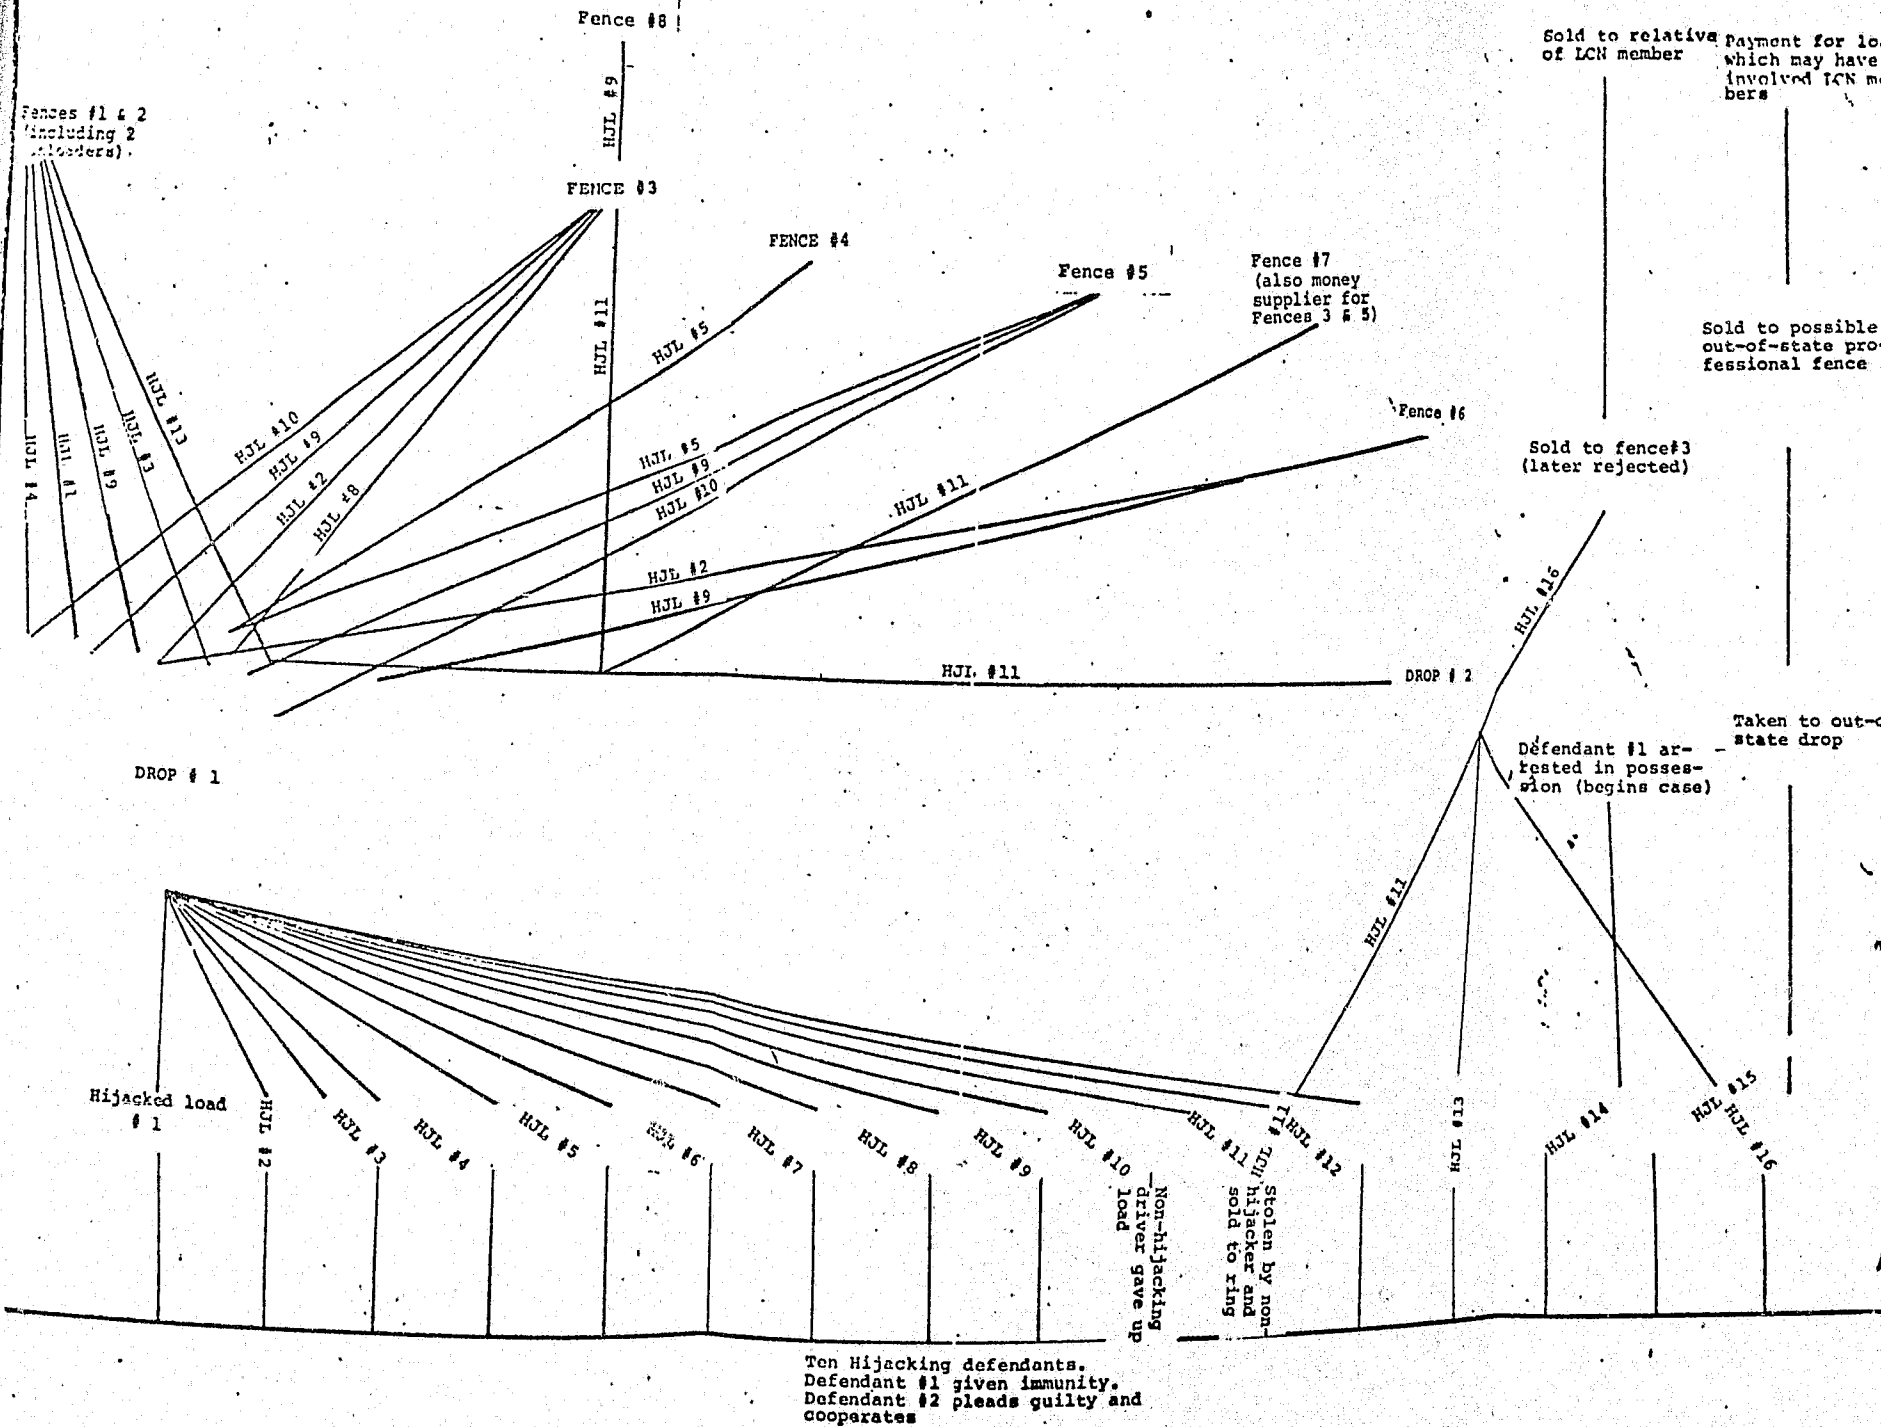 Fence #8
Sold to relative
of LCN member
Payment for
which may have
involved
bers
Fences #1 & 2
(including 2
HJL #9
FENCE #3
FENCE #4
Fence #5
Fence #7
(also money
supplier for
Fences 3 & 5)
HJL #11
HJL #5
Sold to possible
out-of-state
fessional fence
HJL #4
HJL #1
HJL #9
HJL #3
HJL #13
HJL #10
HJL #9
HJL #2
HJL #8
HJL #5
HJL #9
HJL #10
HJL #11
Fence #6
Sold to fence#3
(later rejected)
HJL #2
HJL #9
HJL #16
HJL #11
DROP # 2
DROP # 1
Defendant #1 ar-
rested in posses-
sion (begins case)
Taken to
state drop
HJL #11
Hijacked load
# 1
HJL #2
HJL #3
HJL #4
HJL #5
HJL #6
HJL #7
HJL #8
HJL #9
HJL #10
HJL #11
HJL #12
HJL #13
HJL #14
HJL #15
HJL #16
Non-hijacking
driver gave up
load
Stolen by non-
hijacker and
sold to ring
Ten Hijacking defendants.
Defendant #1 given immunity.
Defendant #2 pleads guilty and
cooperates